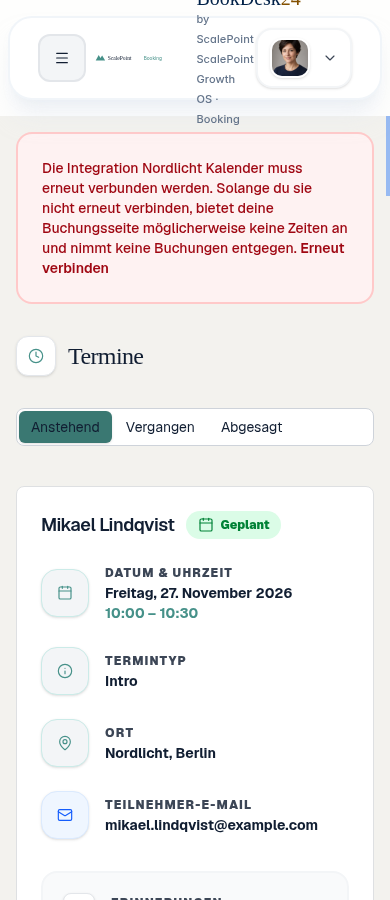 BookDesk24
by
ScalePoint
ScalePoint
Growth
OS ·
Booking
ScalePoint Booking
Die Integration Nordlicht Kalender muss
erneut verbunden werden. Solange du sie
nicht erneut verbinden, bietet deine
Buchungsseite möglicherweise keine Zeiten an
und nimmt keine Buchungen entgegen. Erneut
verbinden
Termine
Anstehend Vergangen Abgesagt
Mikael Lindqvist Geplant
DATUM & UHRZEIT
Freitag, 27. November 2026
10:00 – 10:30
TERMINTYP
Intro
ORT
Nordlicht, Berlin
TEILNEHMER-E-MAIL
mikael.lindqvist@example.com
ERINNERUNGEN